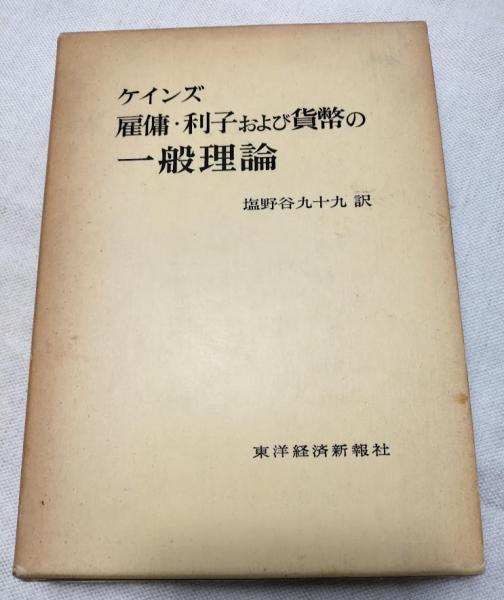 ケインズ
雇傭・利子および貨幣の
一般理論
塩野谷九十九 訳
東洋経済新報社